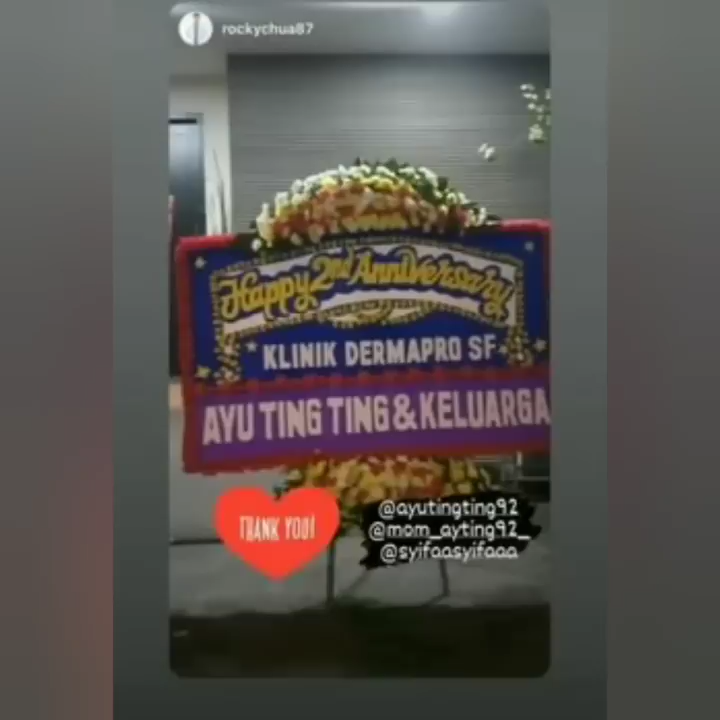 rockychua87
Happy 2nd Anniversary
KLINIK DERMAPRO SF
AYU TING TING & KELUARGA
THANK YOU!
@ayutingting92
@mom_ayting92_
@syifaasyifaaa